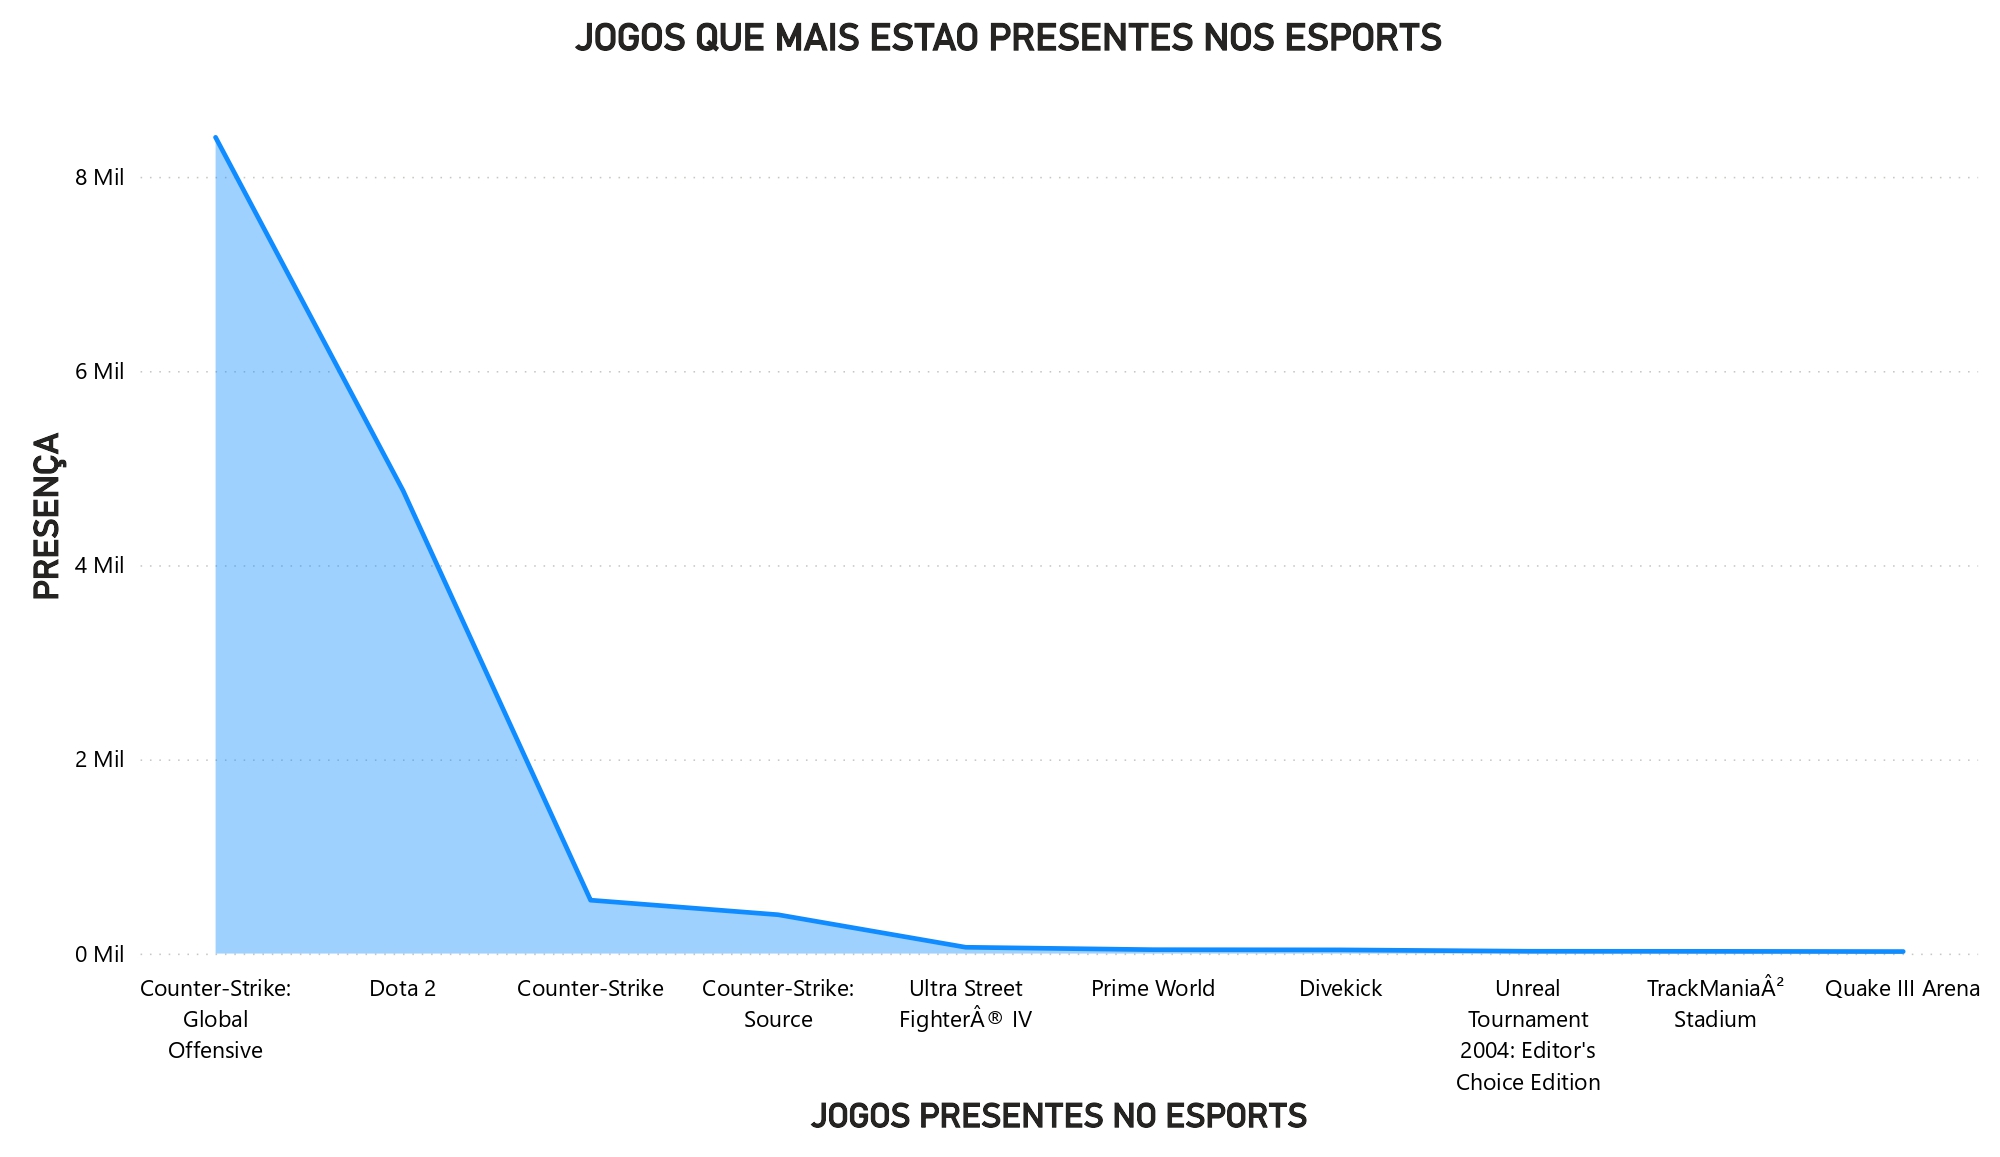 JOGOS QUE MAIS ESTAO PRESENTES NOS ESPORTS
PRESENÇA
8 Mil
6 Mil
4 Mil
2 Mil
0 Mil
Counter-Strike:
Global
Offensive
Dota 2
Counter-Strike
Counter-Strike:
Source
Ultra Street
FighterÂ® IV
Prime World
Divekick
Unreal
Tournament
2004: Editor's
Choice Edition
TrackManiaÂ²
Stadium
Quake III Arena
JOGOS PRESENTES NO ESPORTS